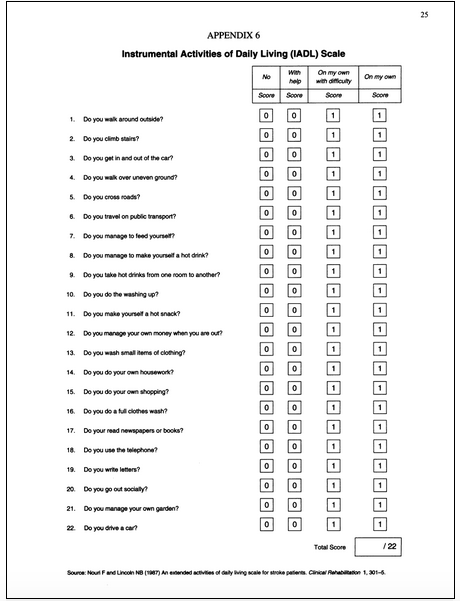 25
APPENDIX 6
Instrumental Activities of Daily Living (IADL) Scale
No With help On my own with difficulty On my own
Score Score Score Score
1. Do you walk around outside? 0 0 1 1
2. Do you climb stairs? 0 0 1 1
3. Do you get in and out of the car? 0 0 1 1
4. Do you walk over uneven ground? 0 0 1 1
5. Do you cross roads? 0 0 1 1
6. Do you travel on public transport? 0 0 1 1
7. Do you manage to feed yourself? 0 0 1 1
8. Do you manage to make yourself a hot drink? 0 0 1 1
9. Do you take hot drinks from one room to another? 0 0 1 1
10. Do you do the washing up? 0 0 1 1
11. Do you make yourself a hot snack? 0 0 1 1
12. Do you manage your own money when you are out? 0 0 1 1
13. Do you wash small items of clothing? 0 0 1 1
14. Do you do your own housework? 0 0 1 1
15. Do you do your own shopping? 0 0 1 1
16. Do you do a full clothes wash? 0 0 1 1
17. Do your read newspapers or books? 0 0 1 1
18. Do you use the telephone? 0 0 1 1
19. Do you write letters? 0 0 1 1
20. Do you go out socially? 0 0 1 1
21. Do you manage your own garden? 0 0 1 1
22. Do you drive a car? 0 0 1 1
Total Score / 22
Source: Nouri F and Lincoln NB (1987) An extended activities of daily living scale for stroke patients. Clinical Rehabilitation 1, 301–5.